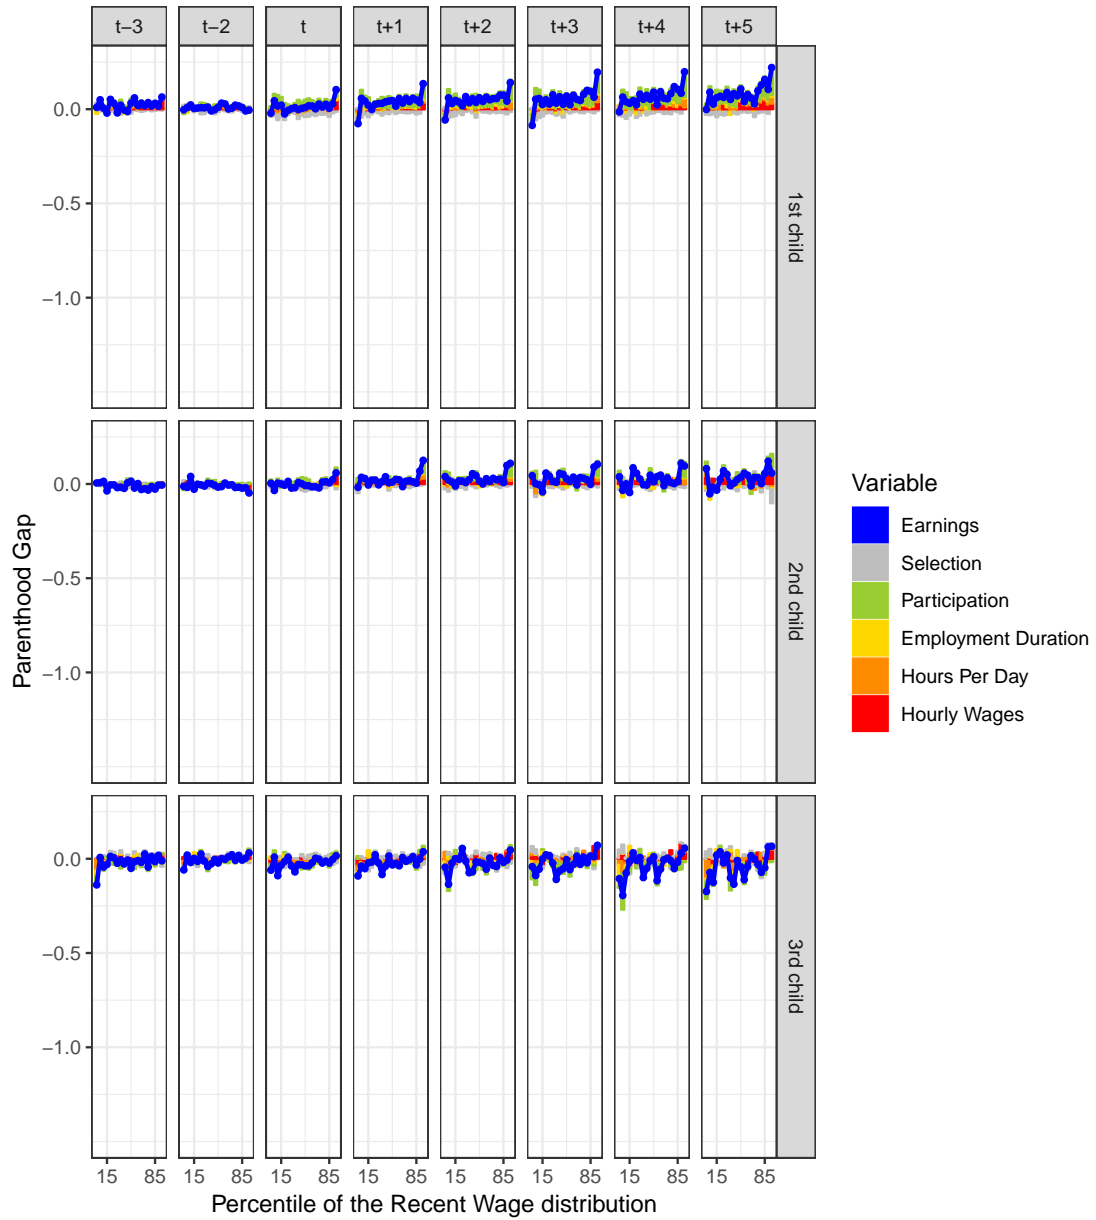 t−3 t−2 t t+1 t+2 t+3 t+4 t+5
0.0
−0.5
−1.0
1st child
0.0
−0.5
−1.0
2nd child
0.0
−0.5
−1.0
3rd child
Parenthood Gap
15 85 15 85 15 85 15 85 15 85 15 85 15 85 15 85
Percentile of the Recent Wage distribution
Variable
Earnings
Selection
Participation
Employment Duration
Hours Per Day
Hourly Wages